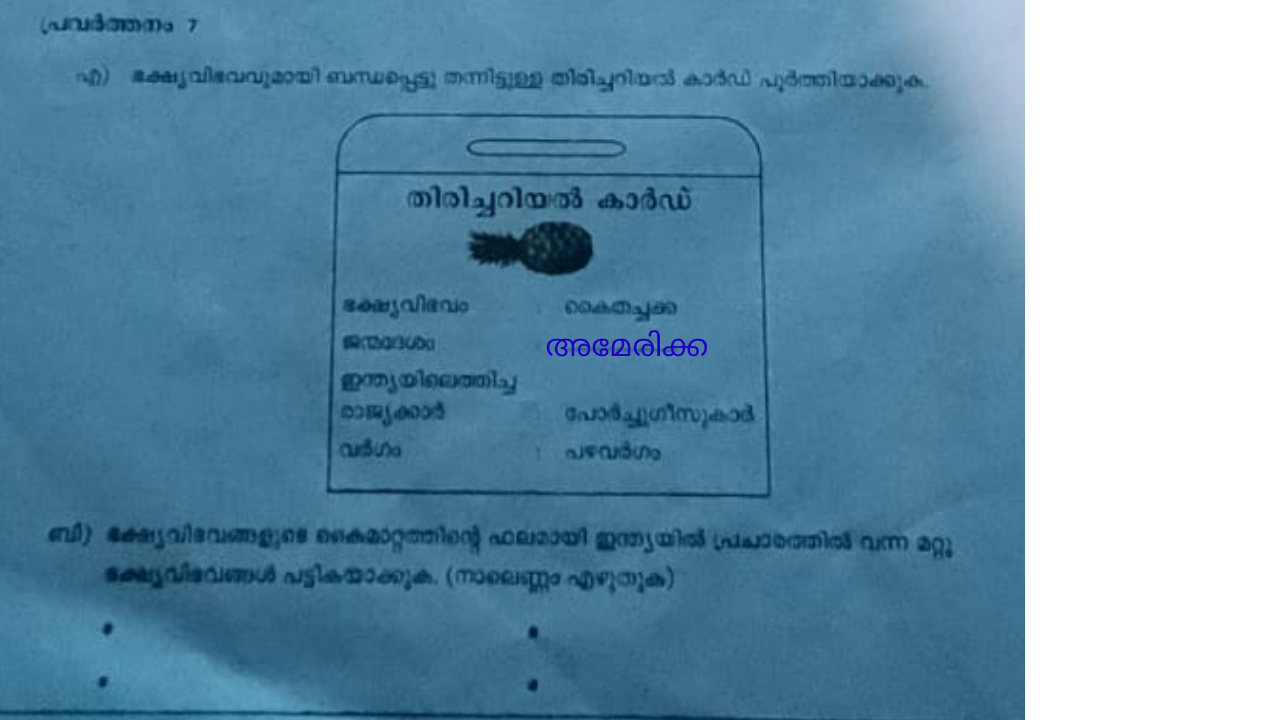 പ്രവർത്തനം 7
എ) ഭക്ഷ്യവിഭവവുമായി ബന്ധപ്പെട്ടു തന്നിട്ടുള്ള തിരിച്ചറിയൽ കാർഡ് പൂർത്തിയാക്കുക.
തിരിച്ചറിയൽ കാർഡ്
ഭക്ഷ്യവിഭവം : കൈതച്ചക്ക
ജന്മദേശം അമേരിക്ക
ഇന്ത്യയിലെത്തിച്ച
രാജ്യക്കാർ : പോർച്ചുഗീസുകാർ
വർഗം : പഴവർഗം
ബി) ഭക്ഷ്യവിഭവങ്ങളുടെ കൈമാറ്റത്തിന്റെ ഫലമായി ഇന്ത്യയിൽ പ്രചാരത്തിൽ വന്ന മറ്റു
ഭക്ഷ്യവിഭവങ്ങൾ പട്ടികയാക്കുക. (നാലെണ്ണം എഴുതുക)